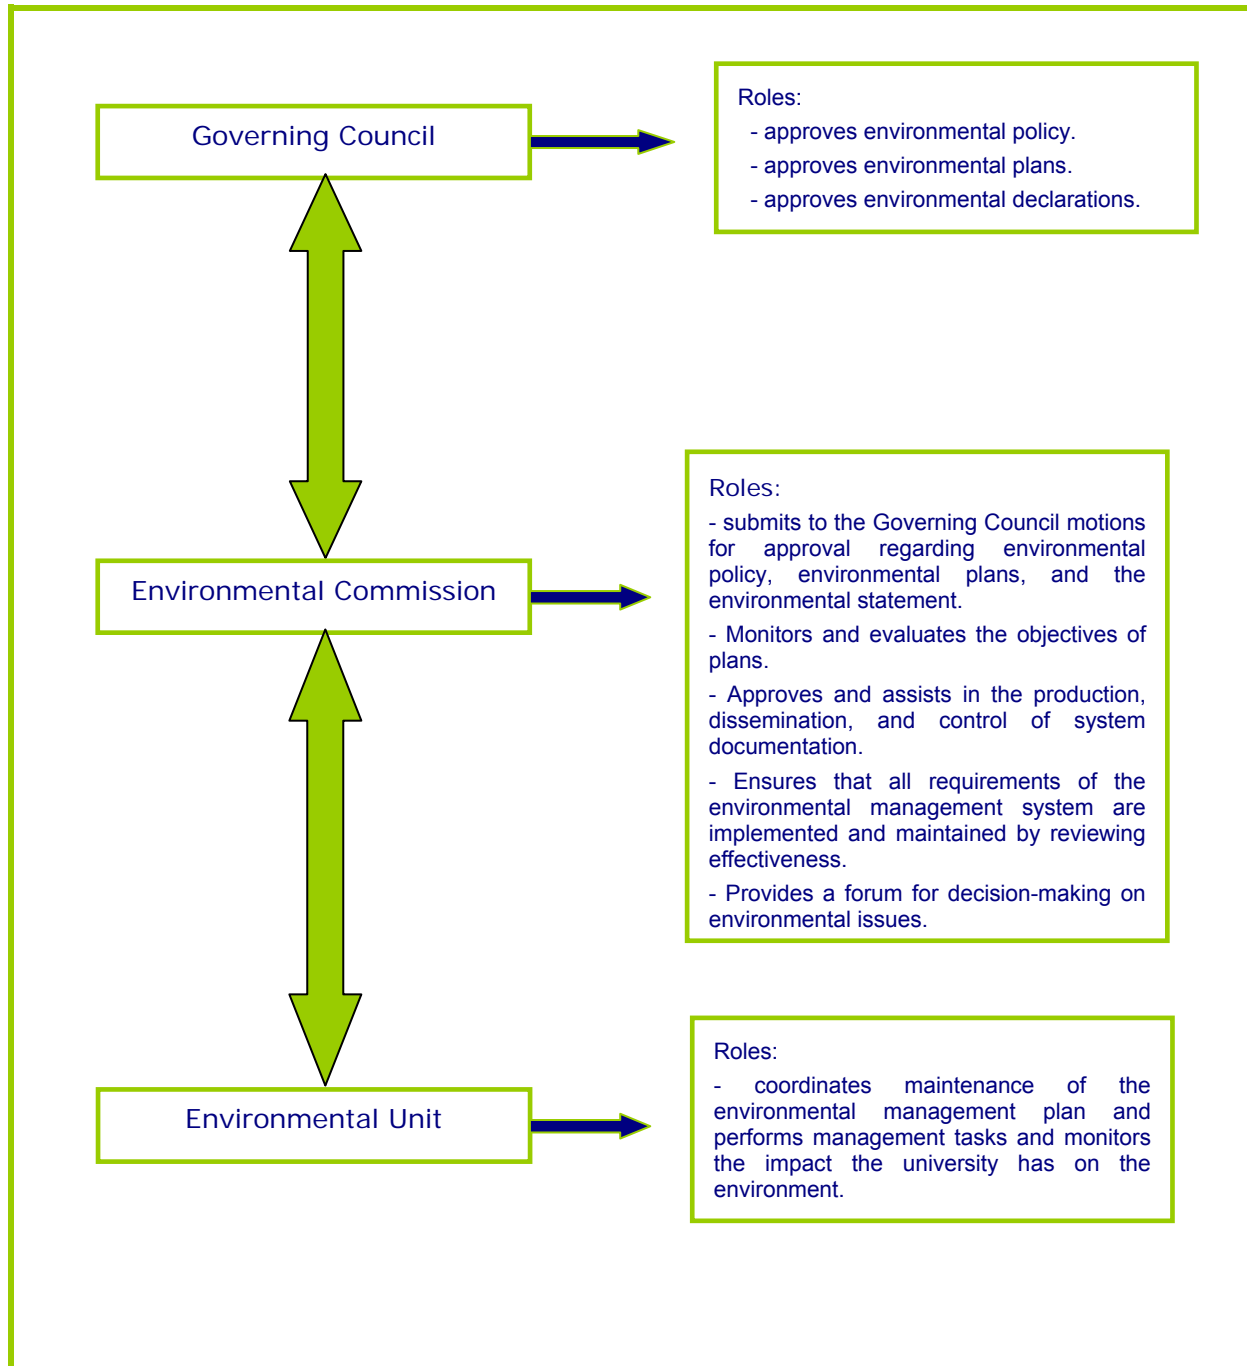 Governing Council
Roles:
- approves environmental policy.
- approves environmental plans.
- approves environmental declarations.
Environmental Commission
Roles:
- submits to the Governing Council motions
for approval regarding environmental
policy, environmental plans, and the
environmental statement.
- Monitors and evaluates the objectives of
plans.
- Approves and assists in the production,
dissemination, and control of system
documentation.
- Ensures that all requirements of the
environmental management system are
implemented and maintained by reviewing
effectiveness.
- Provides a forum for decision-making on
environmental issues.
Environmental Unit
Roles:
- coordinates maintenance of the
environmental management plan and
performs management tasks and monitors
the impact the university has on the
environment.